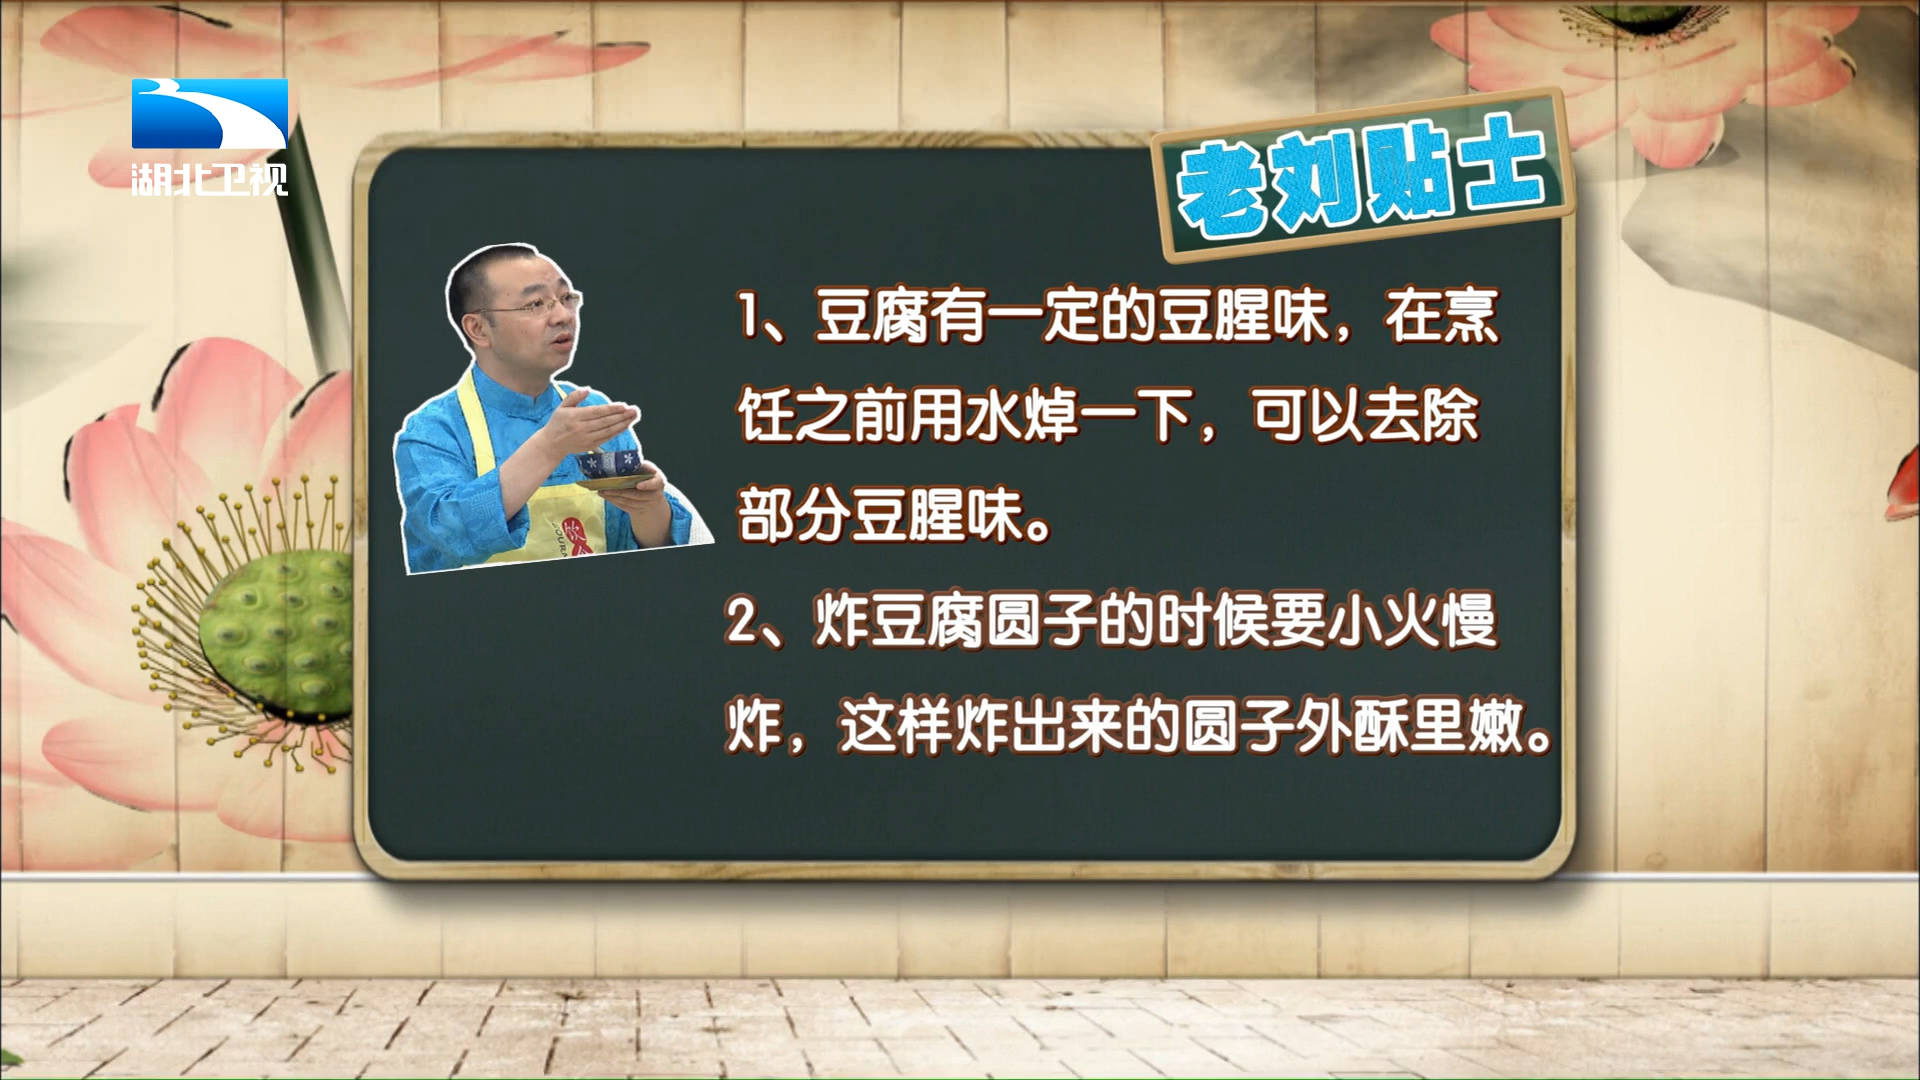 湖北卫视
老刘贴士
1、豆腐有一定的豆腥味，在烹
饪之前用水焯一下，可以去除
部分豆腥味。
2、炸豆腐圆子的时候要小火慢
炸，这样炸出来的圆子外酥里嫩。